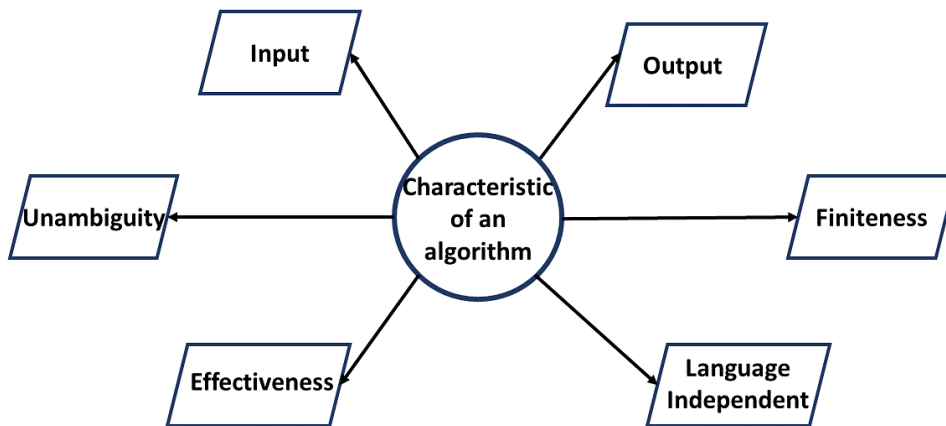 Input
Output
Characteristic
of an
algorithm
Unambiguity
Finiteness
Effectiveness
Language
Independent